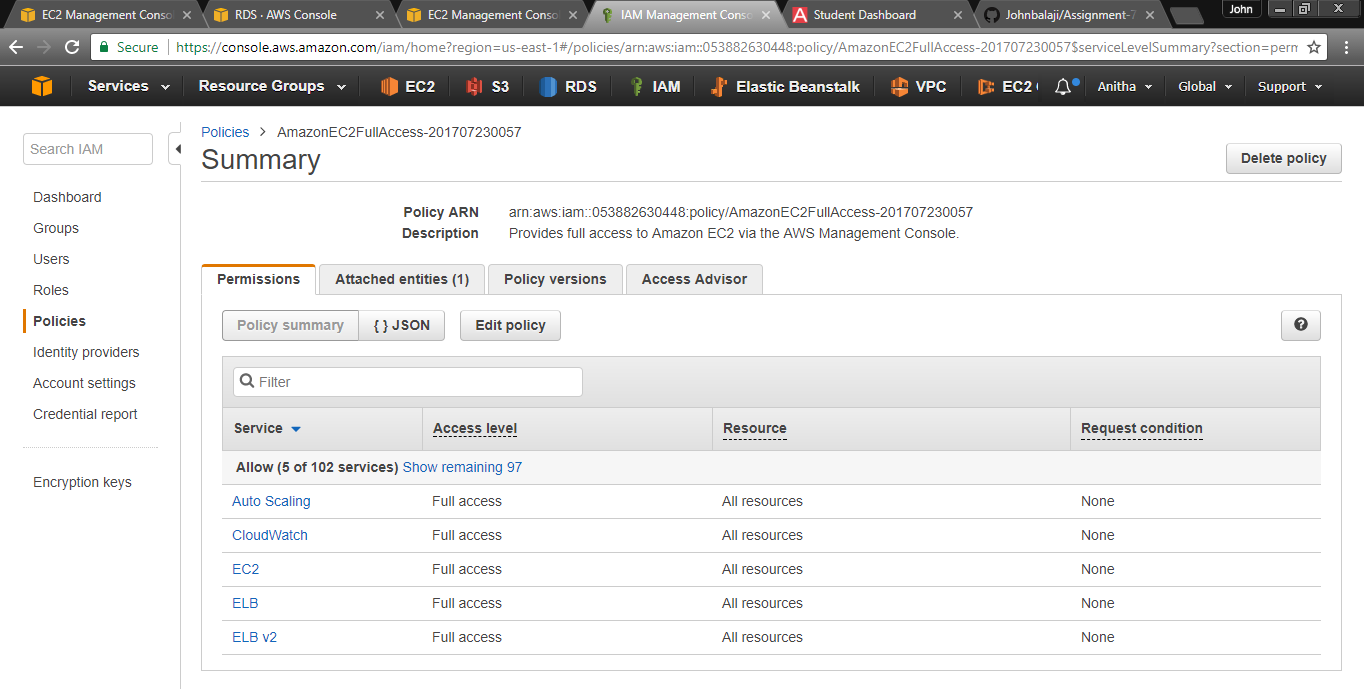 EC2 Management Conso
RDS · AWS Console
EC2 Management Conso
IAM Management Conso
Student Dashboard
Johnbalaji/Assignment-7
John
Secure https://console.aws.amazon.com/iam/home?region=us-east-1#/policies/arn:aws:iam::053882630448:policy/AmazonEC2FullAccess-201707230057$serviceLevelSummary?section=perm
Services Resource Groups EC2 S3 RDS IAM Elastic Beanstalk VPC EC2 Anitha Global Support
Search IAM
Dashboard
Groups
Users
Roles
Policies
Identity providers
Account settings
Credential report
Encryption keys
Policies > AmazonEC2FullAccess-201707230057
Summary
Delete policy
Policy ARN arn:aws:iam::053882630448:policy/AmazonEC2FullAccess-201707230057
Description Provides full access to Amazon EC2 via the AWS Management Console.
Permissions Attached entities (1) Policy versions Access Advisor
Policy summary { } JSON Edit policy ?
Filter
Service Access level Resource Request condition
Allow (5 of 102 services) Show remaining 97
Auto Scaling Full access All resources None
CloudWatch Full access All resources None
EC2 Full access All resources None
ELB Full access All resources None
ELB v2 Full access All resources None